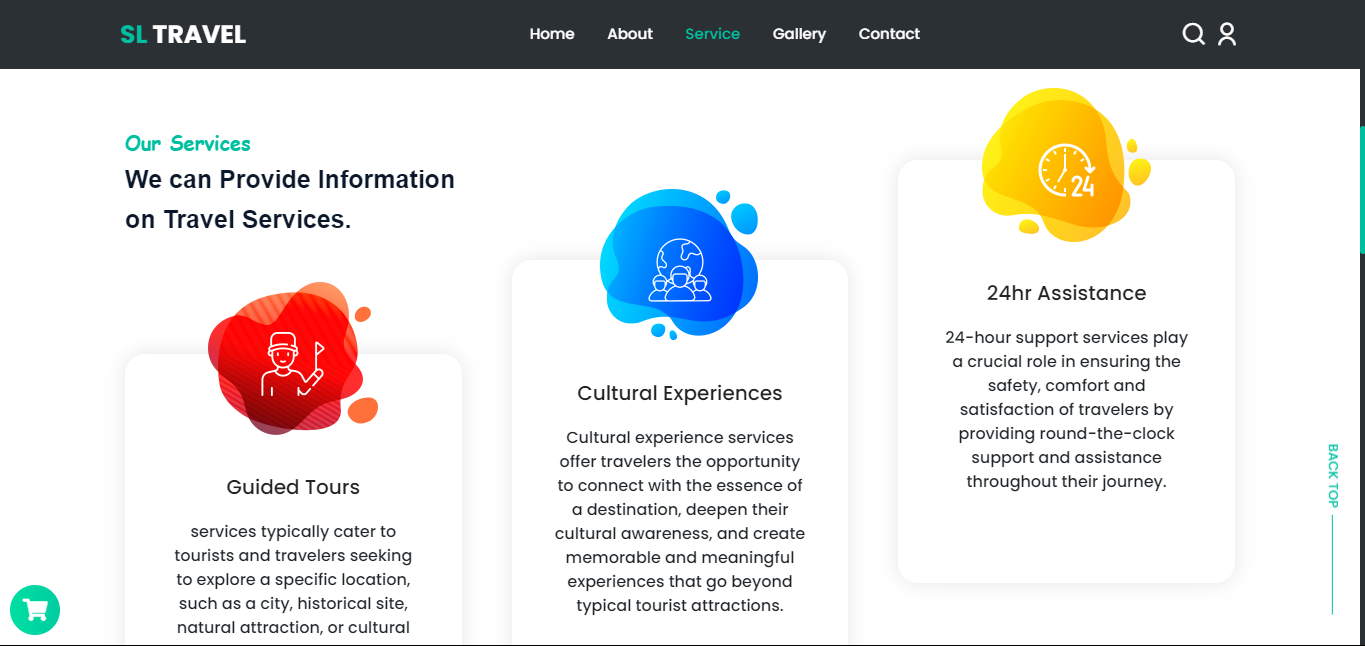 SL TRAVEL
Home About Service Gallery Contact
Our Services
We can Provide Information
on Travel Services.
Guided Tours
services typically cater to
tourists and travelers seeking
to explore a specific location,
such as a city, historical site,
natural attraction, or cultural
Cultural Experiences
Cultural experience services
offer travelers the opportunity
to connect with the essence of
a destination, deepen their
cultural awareness, and create
memorable and meaningful
experiences that go beyond
typical tourist attractions.
24
24hr Assistance
24-hour support services play
a crucial role in ensuring the
safety, comfort and
satisfaction of travelers by
providing round-the-clock
support and assistance
throughout their journey.
BACK TOP